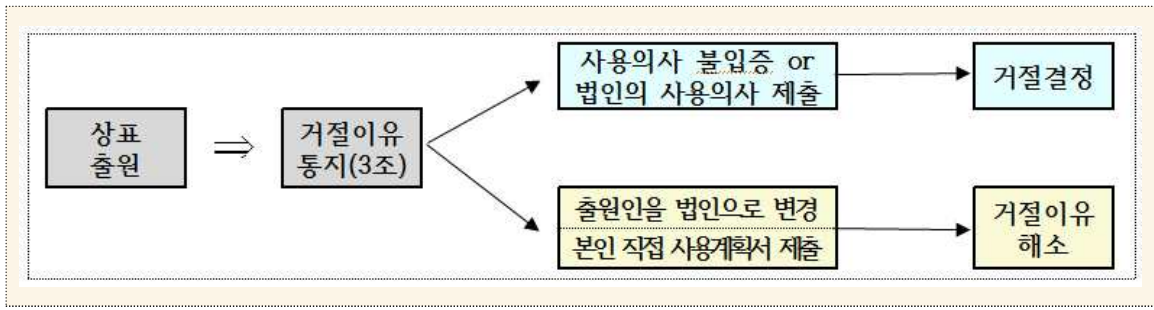 상표
출원
⇒
거절이유
통지(3조)
사용의사 불입증 or
법인의 사용의사 제출
거절결정
출원인을 법인으로 변경
본인 직접 사용계획서 제출
거절이유
해소